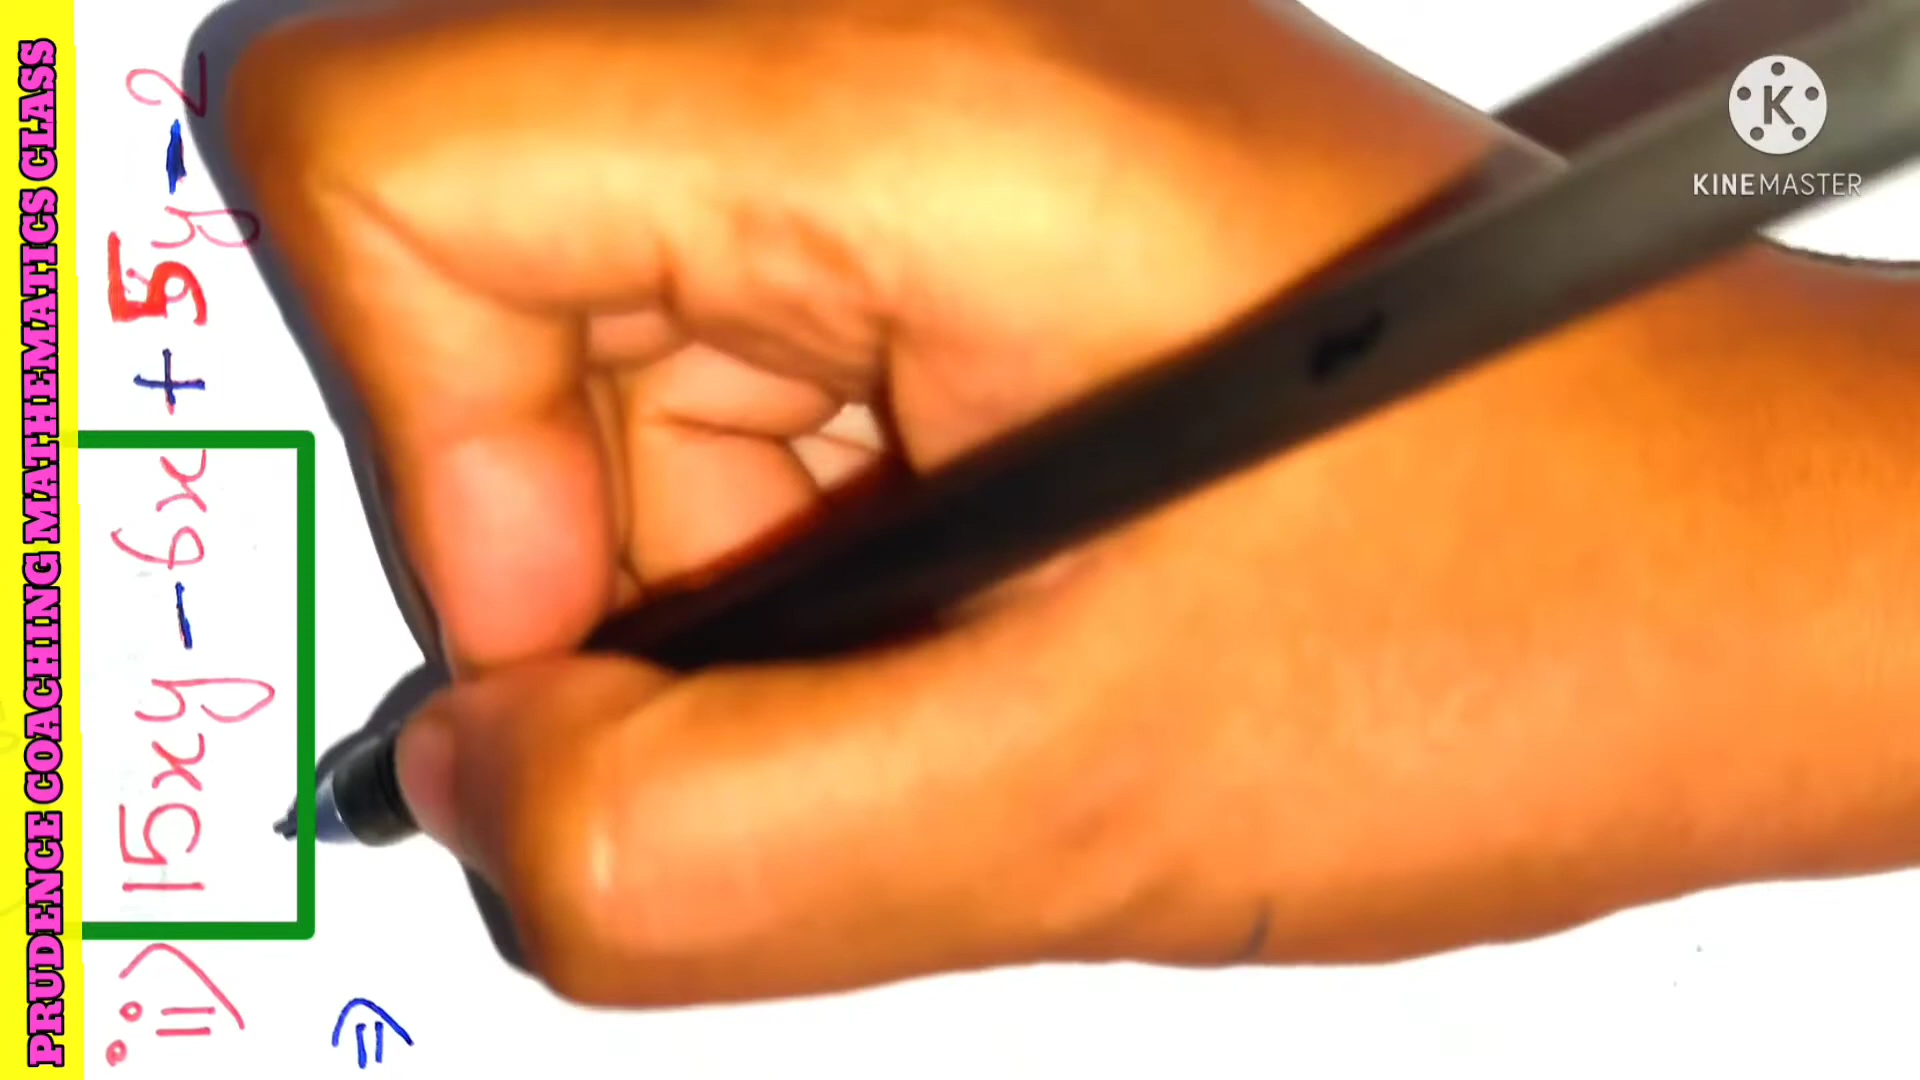 PRUDENCE COACHING MATHEMATICS CLASS
ii) 15xy - 6x + 5y - 2
⇒
K
KINEMASTER